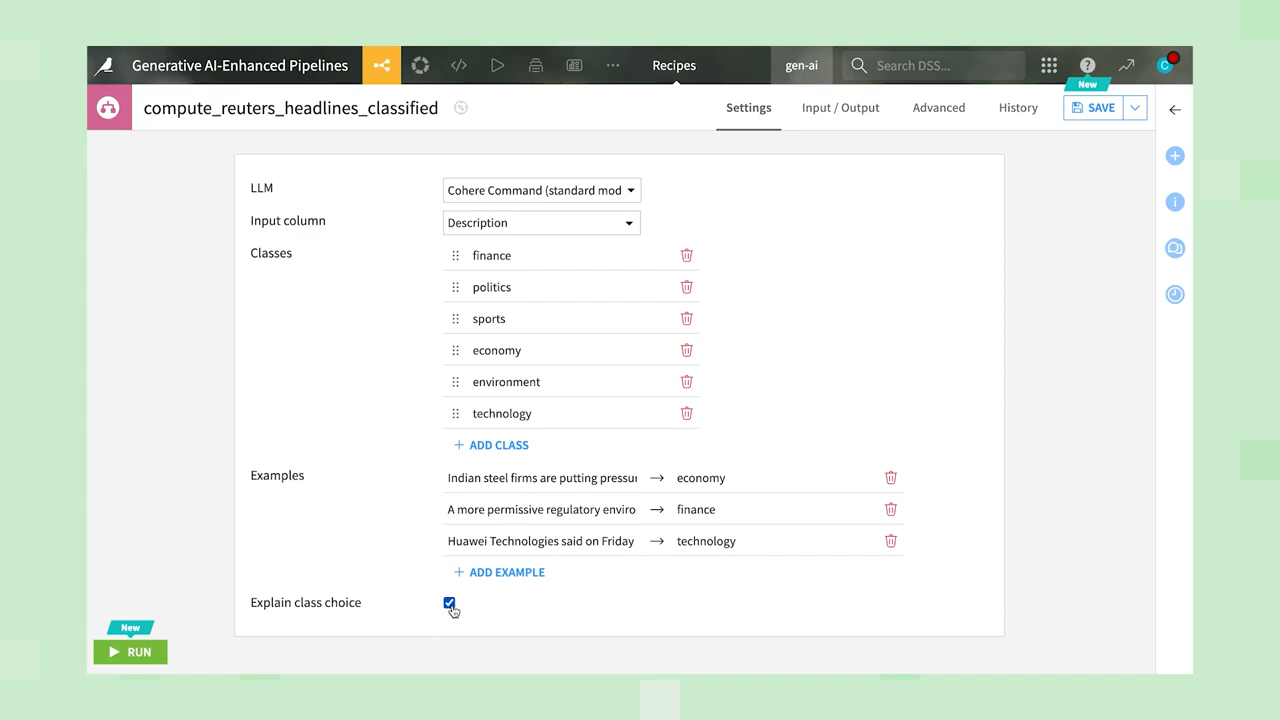 Generative AI-Enhanced Pipelines
Recipes
gen-ai
Search DSS...
New
compute_reuters_headlines_classified
Settings
Input / Output
Advanced
History
SAVE
LLM
Cohere Command (standard mod
Input column
Description
Classes
finance
politics
sports
economy
environment
technology
+ ADD CLASS
Examples
Indian steel firms are putting pressur → economy
A more permissive regulatory enviro → finance
Huawei Technologies said on Friday → technology
+ ADD EXAMPLE
Explain class choice
New
RUN